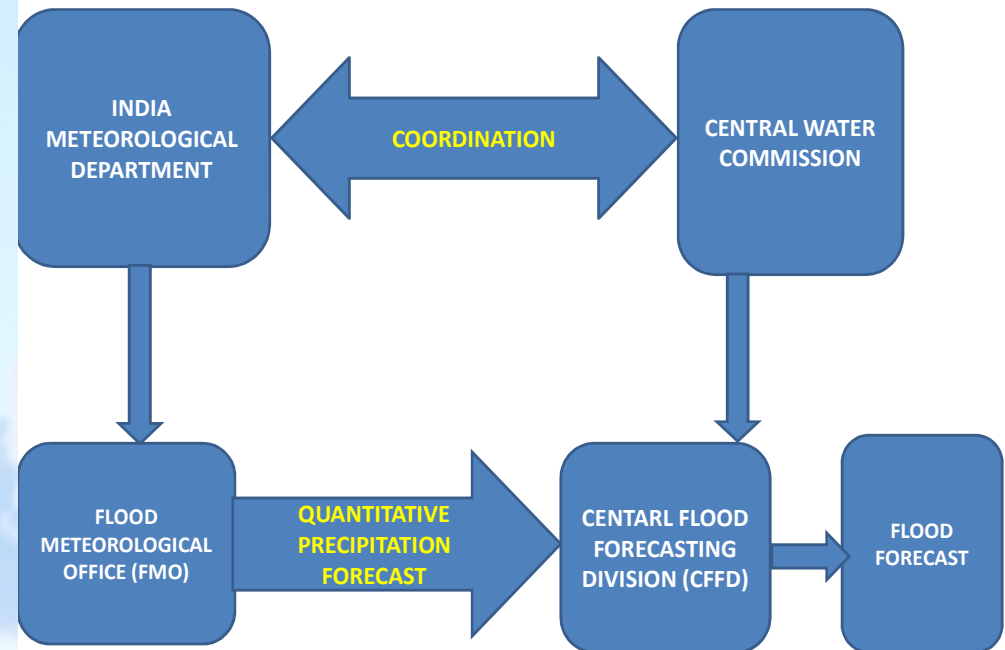 INDIA
METEOROLOGICAL
DEPARTMENT
COORDINATION
CENTRAL WATER
COMMISSION
FLOOD
METEOROLOGICAL
OFFICE (FMO)
QUANTITATIVE
PRECIPITATION
FORECAST
CENTARL FLOOD
FORECASTING
DIVISION (CFFD)
FLOOD
FORECAST